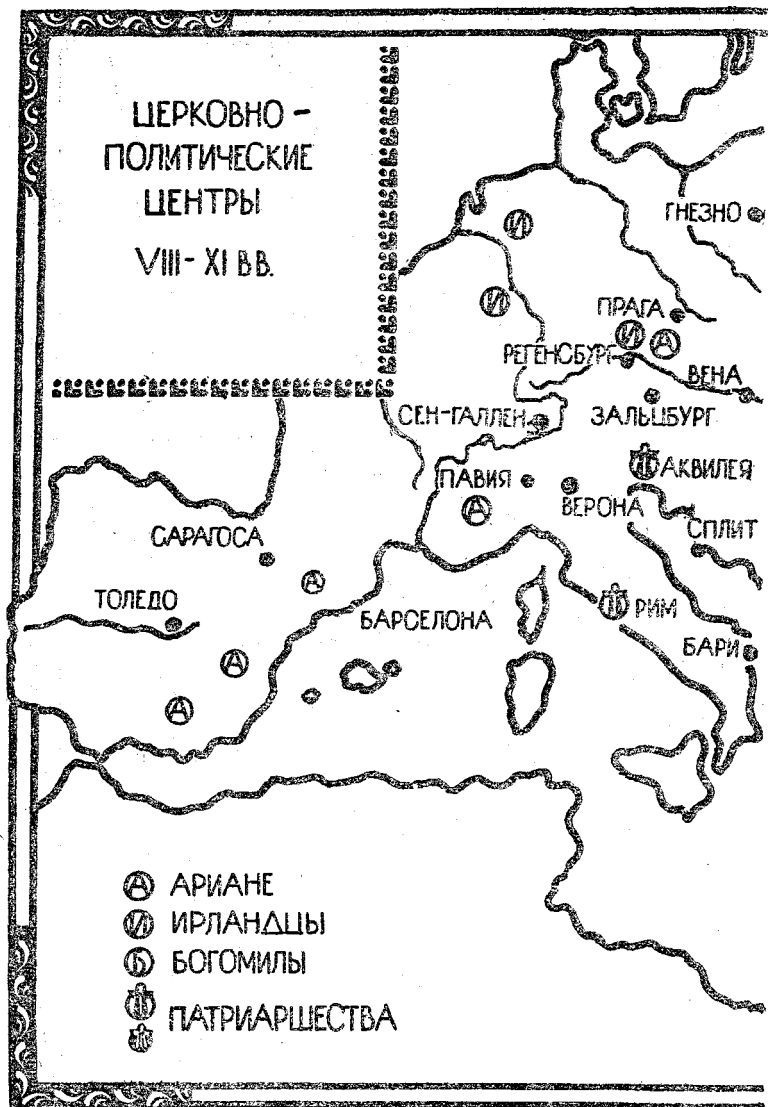 ЦЕРКОВНО-
ПОЛИТИЧЕСКИЕ
ЦЕНТРЫ
VIII-XI ВВ.
И
ГНЕЗНО
И
ПРАГА
И А
РЕГЕНСБУРГ
ВЕНА
СЕН-ГАЛЛЕН
ЗАЛЬЦБУРГ
АКВИЛЕЯ
ПАВИЯ
ВЕРОНА
А
СПЛИТ
САРАГОСА
А
ТОЛЕДО
БАРСЕЛОНА
РИМ
БАРИ
А
А
А АРИАНЕ
И ИРЛАНДЦЫ
Б БОГОМИЛЫ
ПАТРИАРШЕСТВА